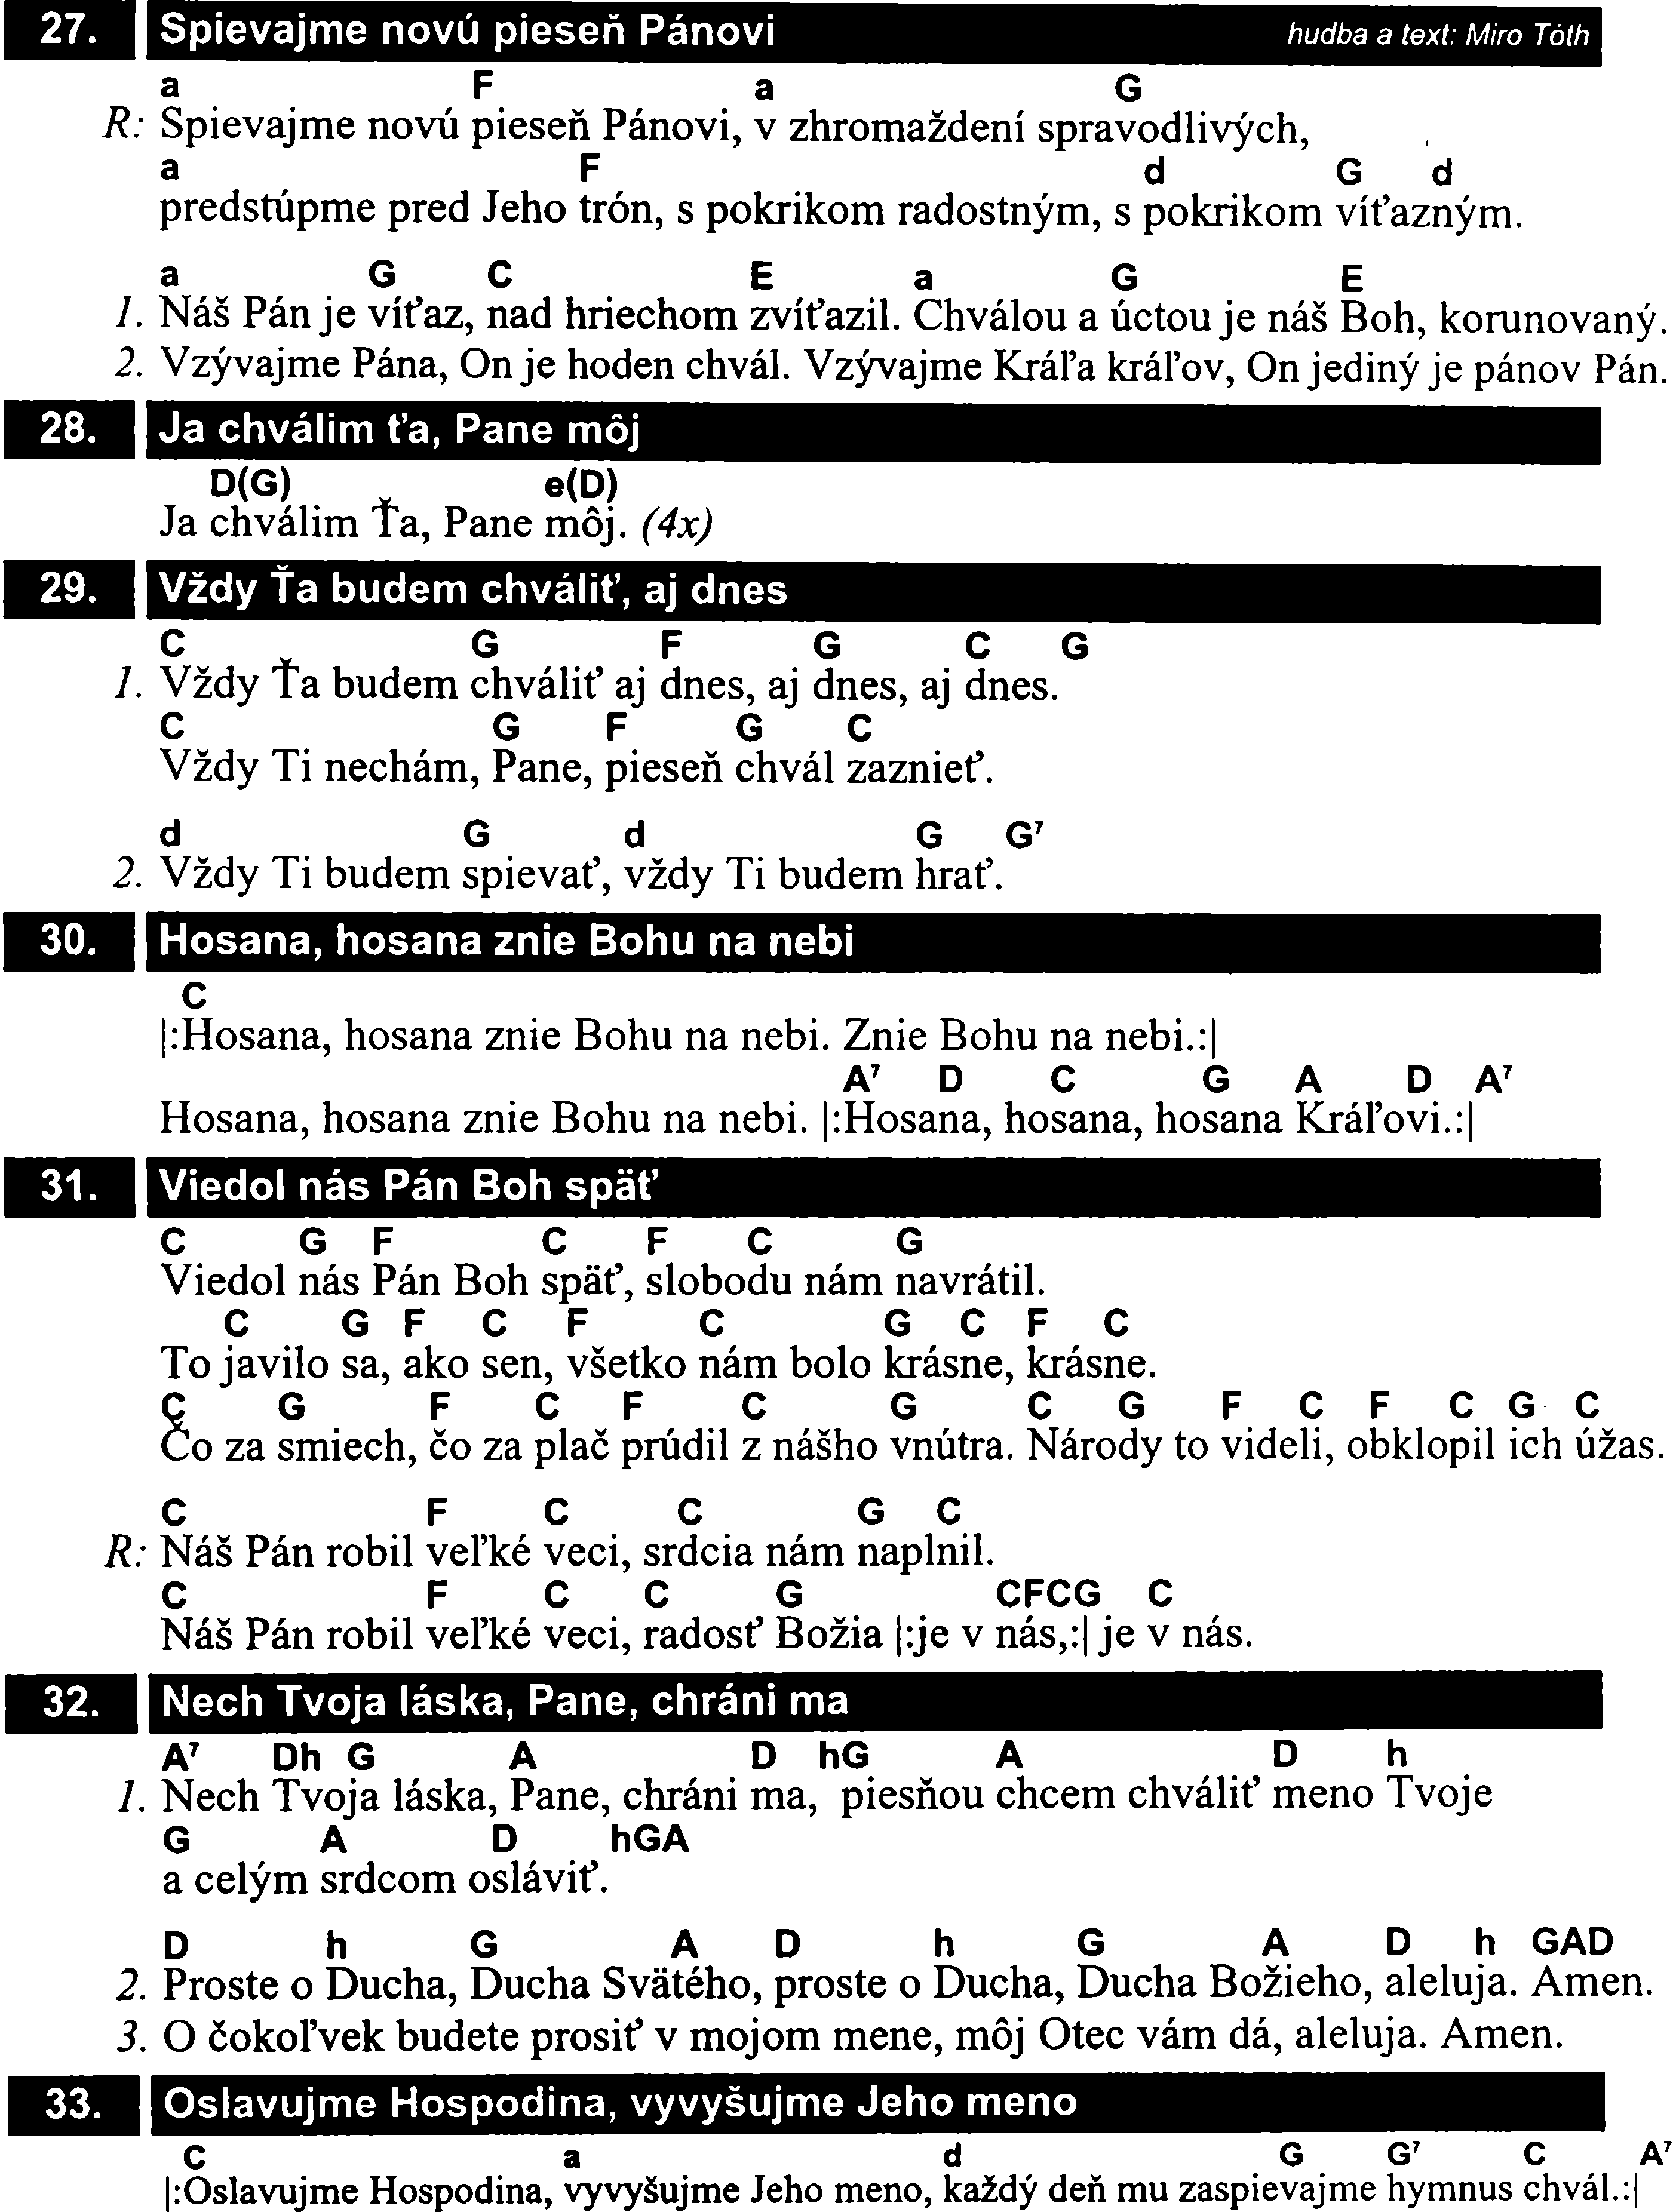 27. Spievajme novú pieseň Pánovi hudba a text: Miro Tóth
a F a G
R: Spievajme novú pieseň Pánovi, v zhromaždení spravodlivých,
a F d G d
predstúpme pred Jeho trón, s pokrikom radostným, s pokrikom víťazným.
a G C E a G E
1. Náš Pán je víťaz, nad hriechom zvíťazil. Chválou a úctou je náš Boh, korunovaný.
2. Vzývajme Pána, On je hoden chvál. Vzývajme Kráľa kráľov, On jediný je pánov Pán.
28. Ja chválim ťa, Pane môj
D(G) e(D)
Ja chválim Ťa, Pane môj. (4x)
29. Vždy Ťa budem chváliť, aj dnes
C G F G C G
1. Vždy Ťa budem chváliť aj dnes, aj dnes, aj dnes.
C G F G C
Vždy Ti nechám, Pane, pieseň chvál zaznieť.
d G d G G⁷
2. Vždy Ti budem spievať, vždy Ti budem hrať.
30. Hosana, hosana znie Bohu na nebi
C
|:Hosana, hosana znie Bohu na nebi. Znie Bohu na nebi.:|
A⁷ D C G A D A⁷
Hosana, hosana znie Bohu na nebi. |:Hosana, hosana, hosana Kráľovi.:|
31. Viedol nás Pán Boh späť
C G F C F C G
Viedol nás Pán Boh späť, slobodu nám navrátil.
C G F C F C G C F C
To javilo sa, ako sen, všetko nám bolo krásne, krásne.
C G F C F C G C G F C F C G C
Čo za smiech, čo za plač prúdil z nášho vnútra. Národy to videli, obklopil ich úžas.
C F C C G C
R: Náš Pán robil veľké veci, srdcia nám naplnil.
C F C C G CFCG C
Náš Pán robil veľké veci, radosť Božia |:je v nás,:| je v nás.
32. Nech Tvoja láska, Pane, chráni ma
A⁷ Dh G A D hG A D h
1. Nech Tvoja láska, Pane, chráni ma, piesňou chcem chváliť meno Tvoje
G A D hGA
a celým srdcom osláviť.
D h G A D h G A D h GAD
2. Proste o Ducha, Ducha Svätého, proste o Ducha, Ducha Božieho, aleluja. Amen.
3. O čokoľvek budete prosiť v mojom mene, môj Otec vám dá, aleluja. Amen.
33. Oslavujme Hospodina, vyvyšujme Jeho meno
C a d G G⁷ C A⁷
|:Oslavujme Hospodina, vyvyšujme Jeho meno, každý deň mu zaspievajme hymnus chvál.:|